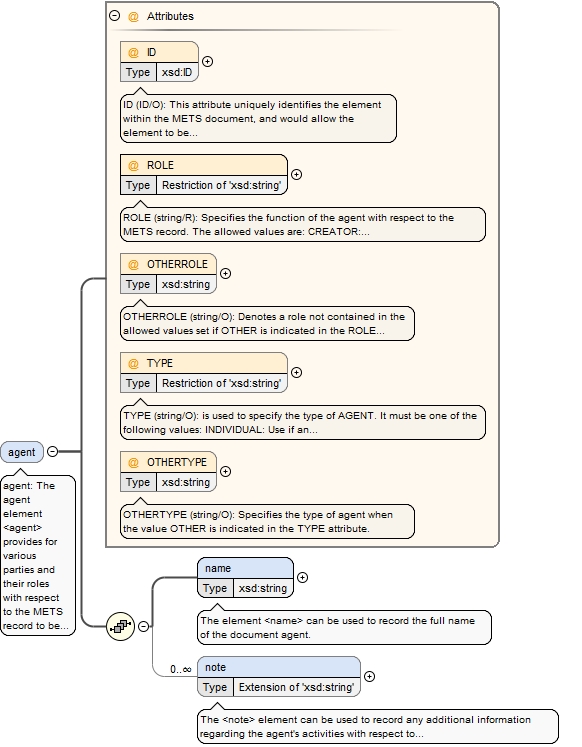 Attributes
@ ID
Type xsd:ID
ID (ID/O): This attribute uniquely identifies the element
within the METS document, and would allow the
element to be...
@ ROLE
Type Restriction of 'xsd:string'
ROLE (string/R): Specifies the function of the agent with respect to the
METS record. The allowed values are: CREATOR:...
@ OTHERROLE
Type xsd:string
OTHERROLE (string/O): Denotes a role not contained in the
allowed values set if OTHER is indicated in the ROLE...
@ TYPE
Type Restriction of 'xsd:string'
TYPE (string/O): is used to specify the type of AGENT. It must be one of the
following values: INDIVIDUAL: Use if an...
@ OTHERTYPE
Type xsd:string
OTHERTYPE (string/O): Specifies the type of agent when
the value OTHER is indicated in the TYPE attribute.
agent
agent: The
agent
element
<agent>
provides for
various
parties and
their roles
with respect
to the METS
record to be...
name
Type xsd:string
The element <name> can be used to record the full name
of the document agent.
0..∞
note
Type Extension of 'xsd:string'
The <note> element can be used to record any additional information
regarding the agent's activities with respect to...